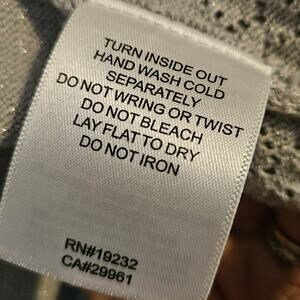 TURN INSIDE OUT
HAND WASH COLD
SEPARATELY
DO NOT WRING OR TWIST
DO NOT BLEACH
LAY FLAT TO DRY
DO NOT IRON
RN#19232
CA#29961